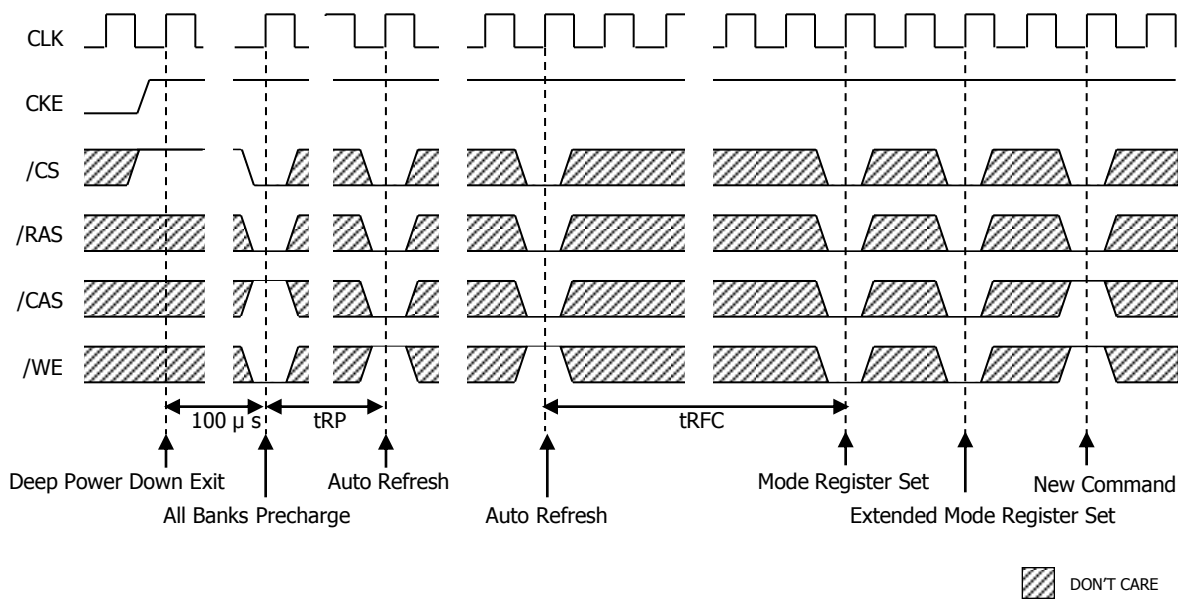 CLK
CKE
/CS
/RAS
/CAS
/WE
100 μ s
tRP
tRFC
Deep Power Down Exit
Auto Refresh
Mode Register Set
New Command
All Banks Precharge
Auto Refresh
Extended Mode Register Set
DON'T CARE